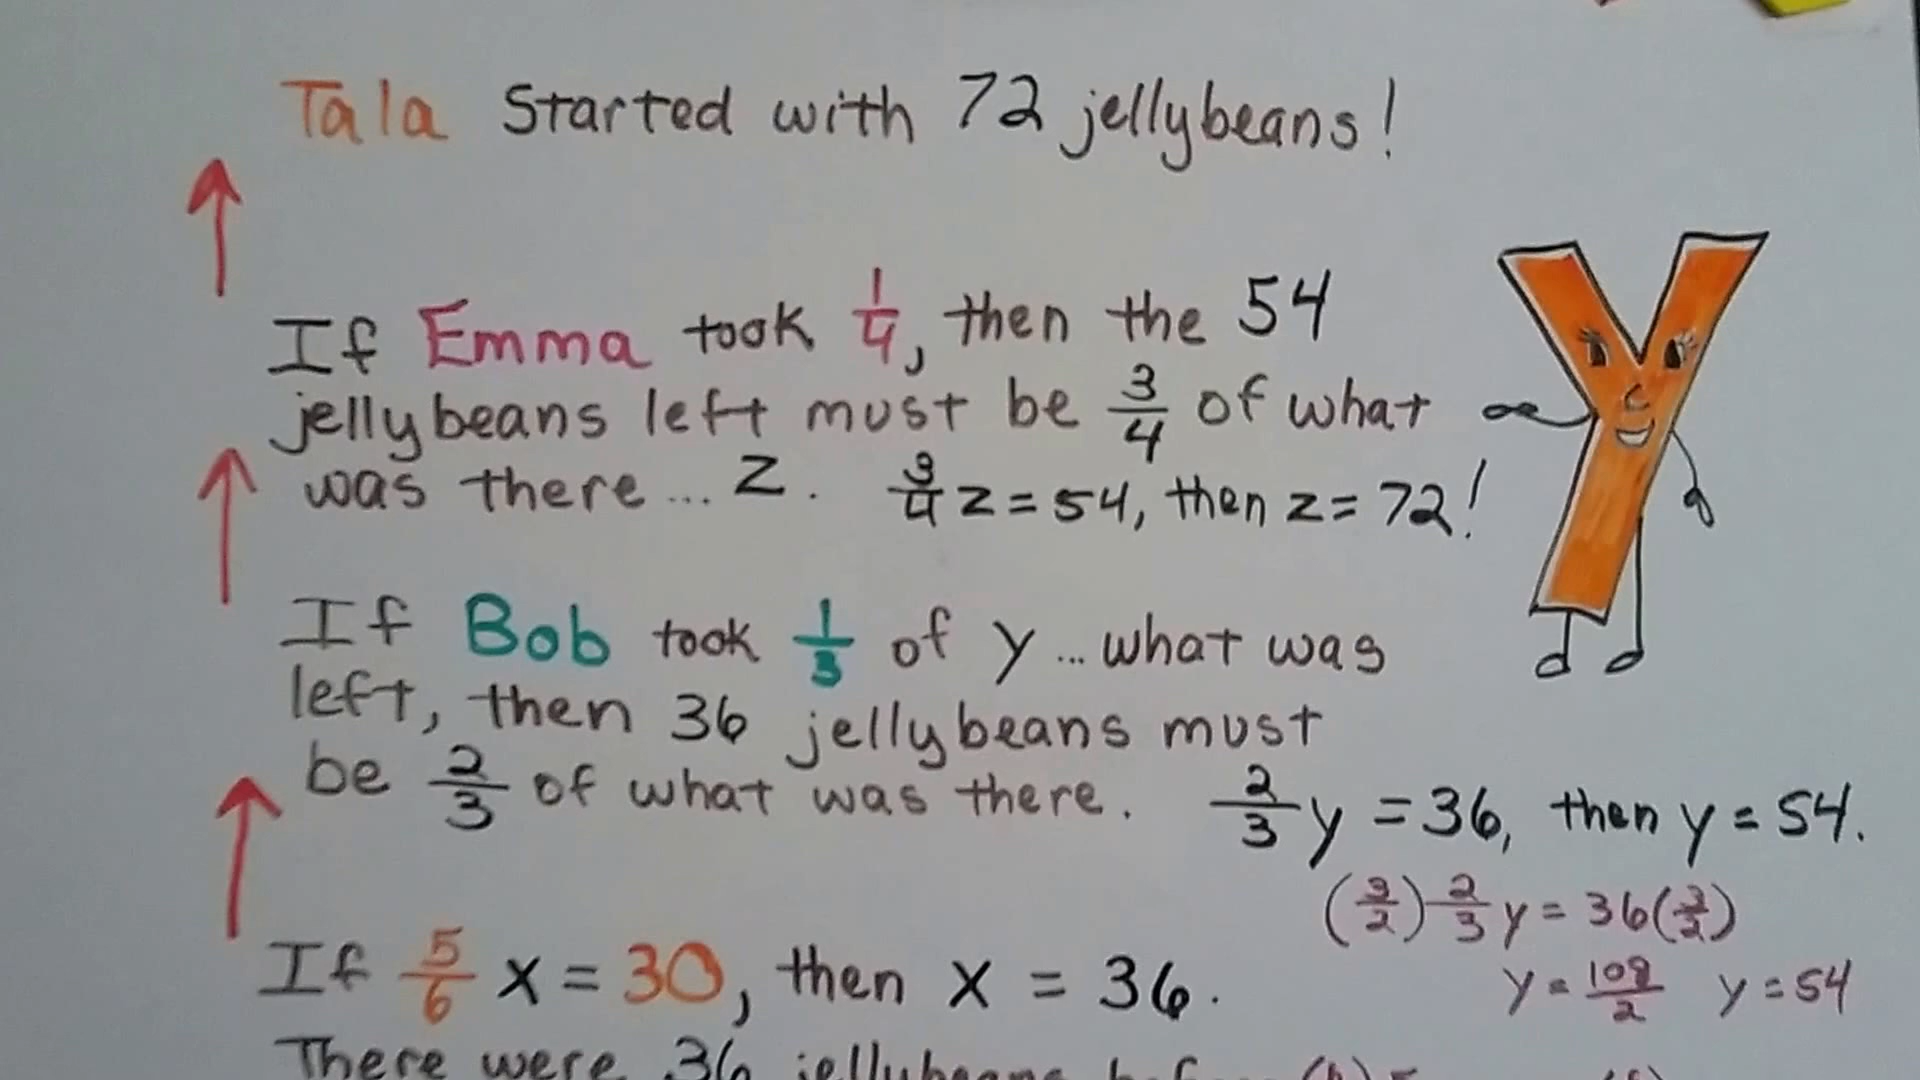 Tala Started with 72 jellybeans!
If Emma took 1/4, then the 54
jellybeans left must be 3/4 of what
was there ... z. 3/4 z = 54, then z = 72!
If Bob took 1/3 of y ... what was
left, then 36 jellybeans must
be 2/3 of what was there. 2/3 y = 36, then y = 54.
(3/2) 2/3 y = 36 (3/2)
If 5/6 x = 30, then x = 36.
y = 108/2 y = 54
There were 36 jellybeans